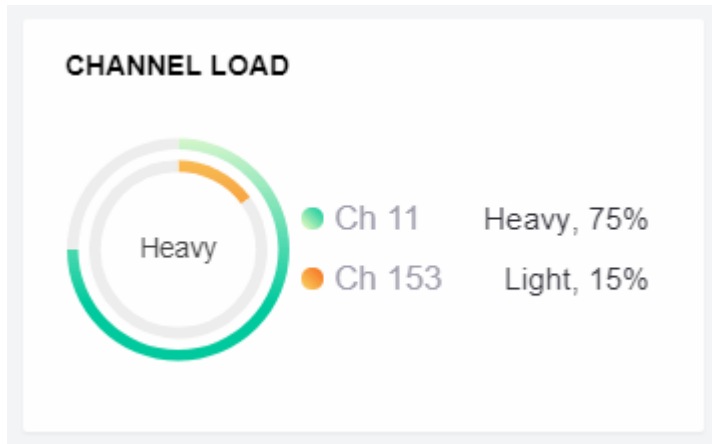 CHANNEL LOAD
Heavy
Ch 11 Heavy, 75%
Ch 153 Light, 15%